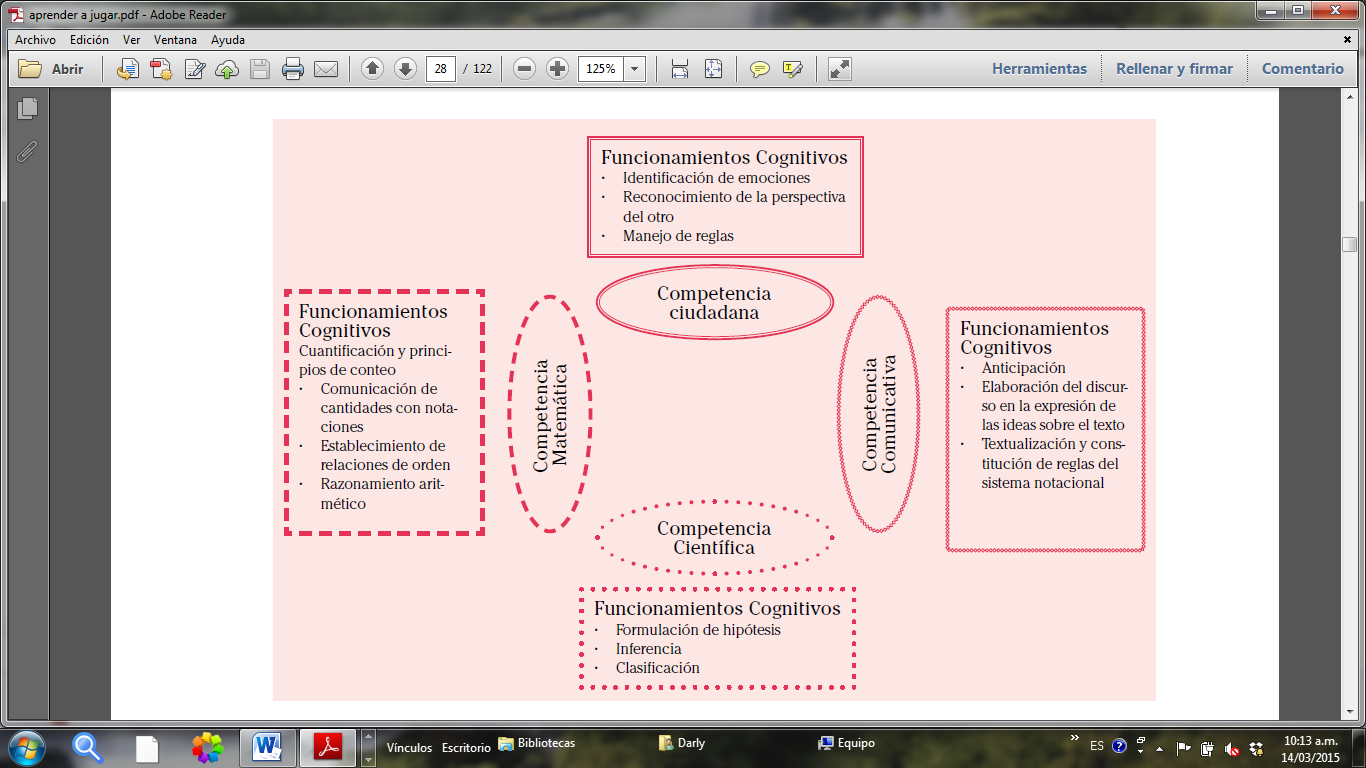 aprender a jugar.pdf - Adobe Reader
Archivo Edición Ver Ventana Ayuda
Abrir 28 / 122 125% Herramientas Rellenar y firmar Comentario
Funcionamientos Cognitivos
· Identificación de emociones
· Reconocimiento de la perspectiva
del otro
· Manejo de reglas
Competencia
ciudadana
Funcionamientos
Cognitivos
Cuantificación y princi-
pios de conteo
· Comunicación de
cantidades con nota-
ciones
· Establecimiento de
relaciones de orden
· Razonamiento arit-
mético
Competencia
Matemática
Competencia
Comunicativa
Funcionamientos
Cognitivos
· Anticipación
· Elaboración del discur-
so en la expresión de
las ideas sobre el texto
· Textualización y cons-
titución de reglas del
sistema notacional
Competencia
Científica
Funcionamientos Cognitivos
· Formulación de hipótesis
· Inferencia
· Clasificación
Vínculos Escritorio Bibliotecas Darly Equipo » ES 10:13 a.m.
14/03/2015